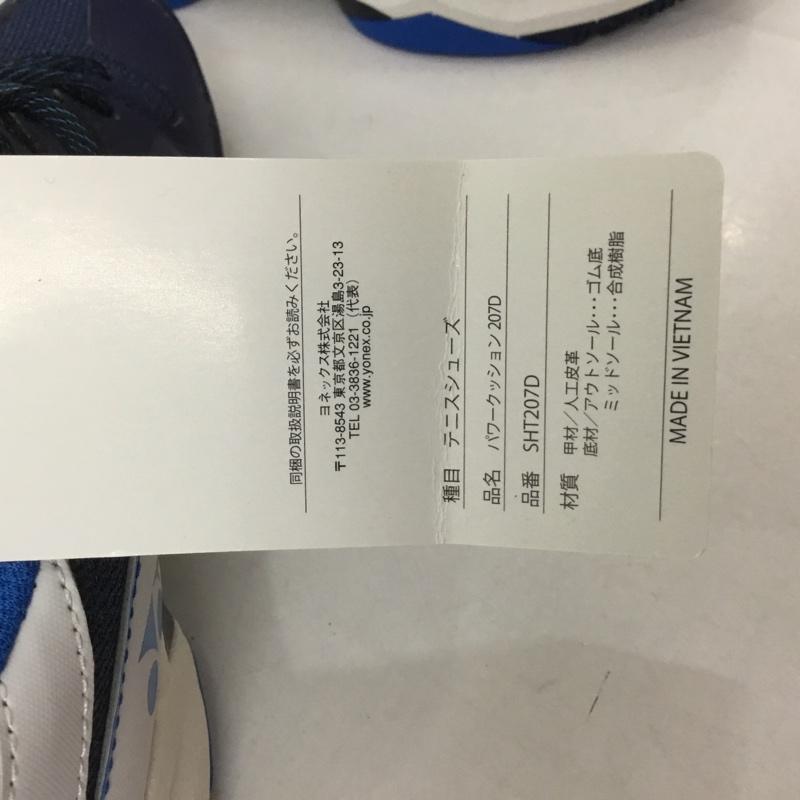 同梱の取扱説明書を必ずお読みください。
ヨネックス株式会社
〒113-8543 東京都文京区湯島3-23-13
TEL 03-3836-1221（代表）
www.yonex.co.jp
種目 テニスシューズ
品名 パワークッション207D
品番 SHT207D
材質 甲材／人工皮革
底材／アウトソール･･･ゴム底
ミッドソール･･･合成樹脂
MADE IN VIETNAM